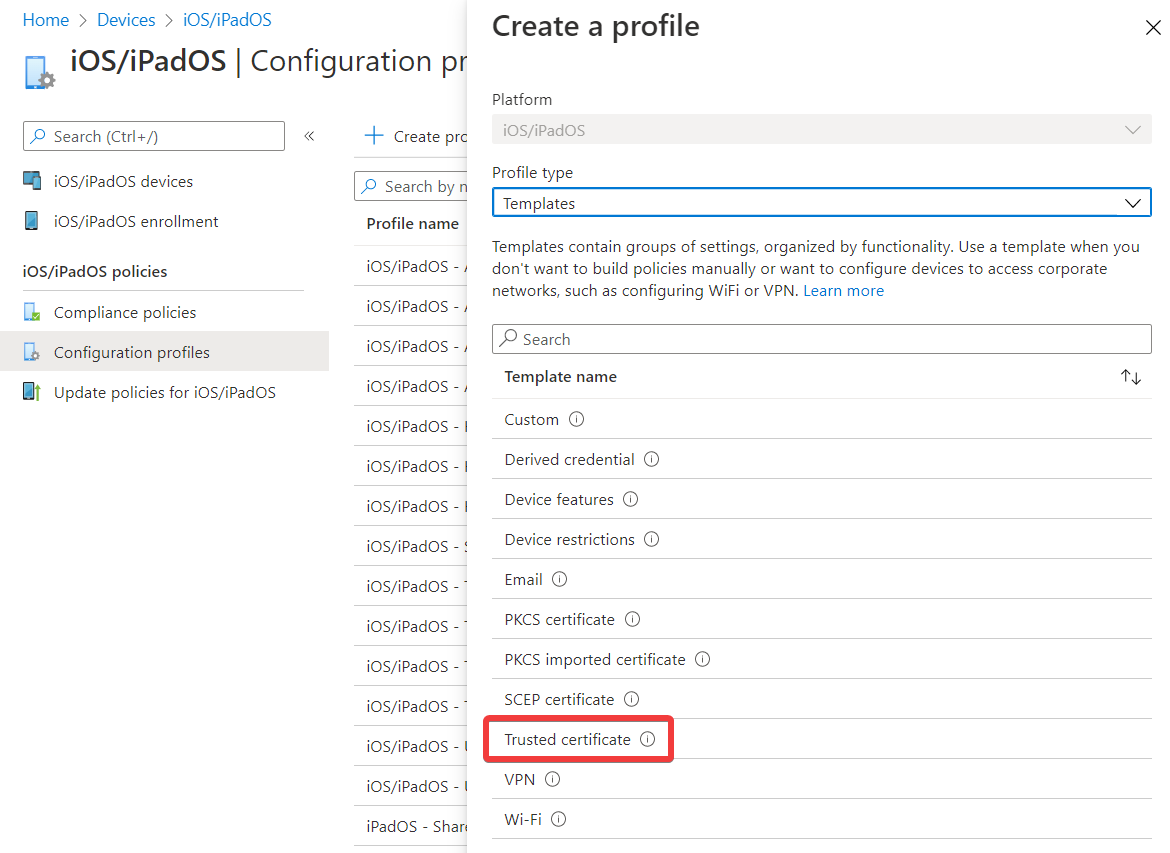 Home > Devices > iOS/iPadOS
iOS/iPadOS | Configuration pr
Search (Ctrl+/)
«
iOS/iPadOS devices
iOS/iPadOS enrollment
iOS/iPadOS policies
Compliance policies
Configuration profiles
Update policies for iOS/iPadOS
+ Create pro
Search by n
Profile name
iOS/iPadOS - A
iOS/iPadOS - A
iOS/iPadOS - A
iOS/iPadOS - A
iOS/iPadOS -
iOS/iPadOS -
iOS/iPadOS -
iOS/iPadOS - S
iOS/iPadOS - T
iOS/iPadOS - T
iOS/iPadOS - T
iOS/iPadOS - T
iOS/iPadOS - U
iOS/iPadOS - U
iPadOS - Share
Create a profile
Platform
iOS/iPadOS
Profile type
Templates
Templates contain groups of settings, organized by functionality. Use a template when you
don't want to build policies manually or want to configure devices to access corporate
networks, such as configuring WiFi or VPN. Learn more
Search
Template name
Custom
Derived credential
Device features
Device restrictions
Email
PKCS certificate
PKCS imported certificate
SCEP certificate
Trusted certificate
VPN
Wi-Fi